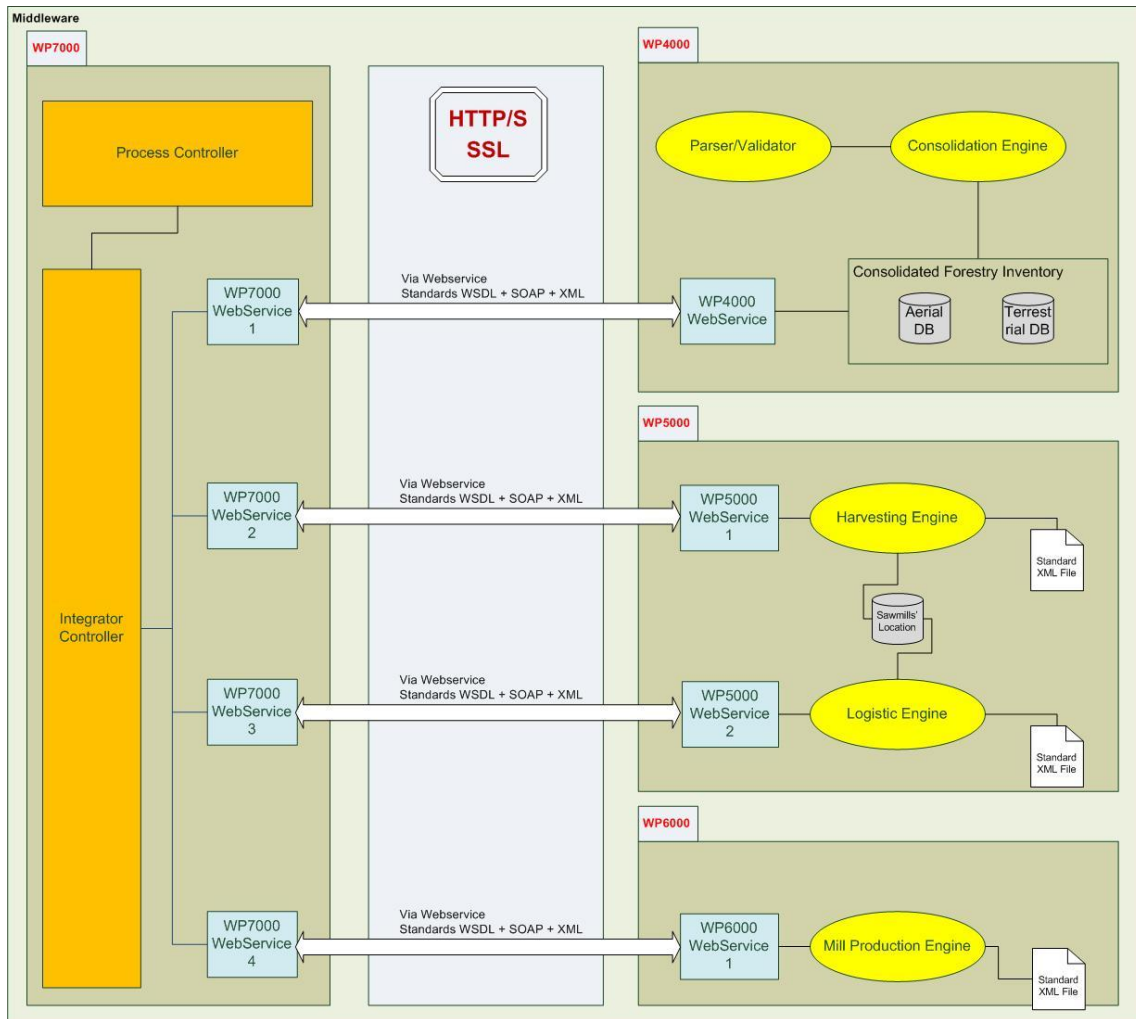 Middleware
WP7000
Process Controller
Integrator
Controller
WP7000
WebService
1
WP7000
WebService
2
WP7000
WebService
3
WP7000
WebService
4
HTTP/S
SSL
Via Webservice
Standards WSDL + SOAP + XML
Via Webservice
Standards WSDL + SOAP + XML
Via Webservice
Standards WSDL + SOAP + XML
Via Webservice
Standards WSDL + SOAP + XML
WP4000
Parser/Validator
Consolidation Engine
Consolidated Forestry Inventory
Aerial
DB
Terrest
rial DB
WP4000
WebService
WP5000
WP5000
WebService
1
Harvesting Engine
Standard
XML File
Sawmills'
Location
WP5000
WebService
2
Logistic Engine
Standard
XML File
WP6000
WP6000
WebService
1
Mill Production Engine
Standard
XML File